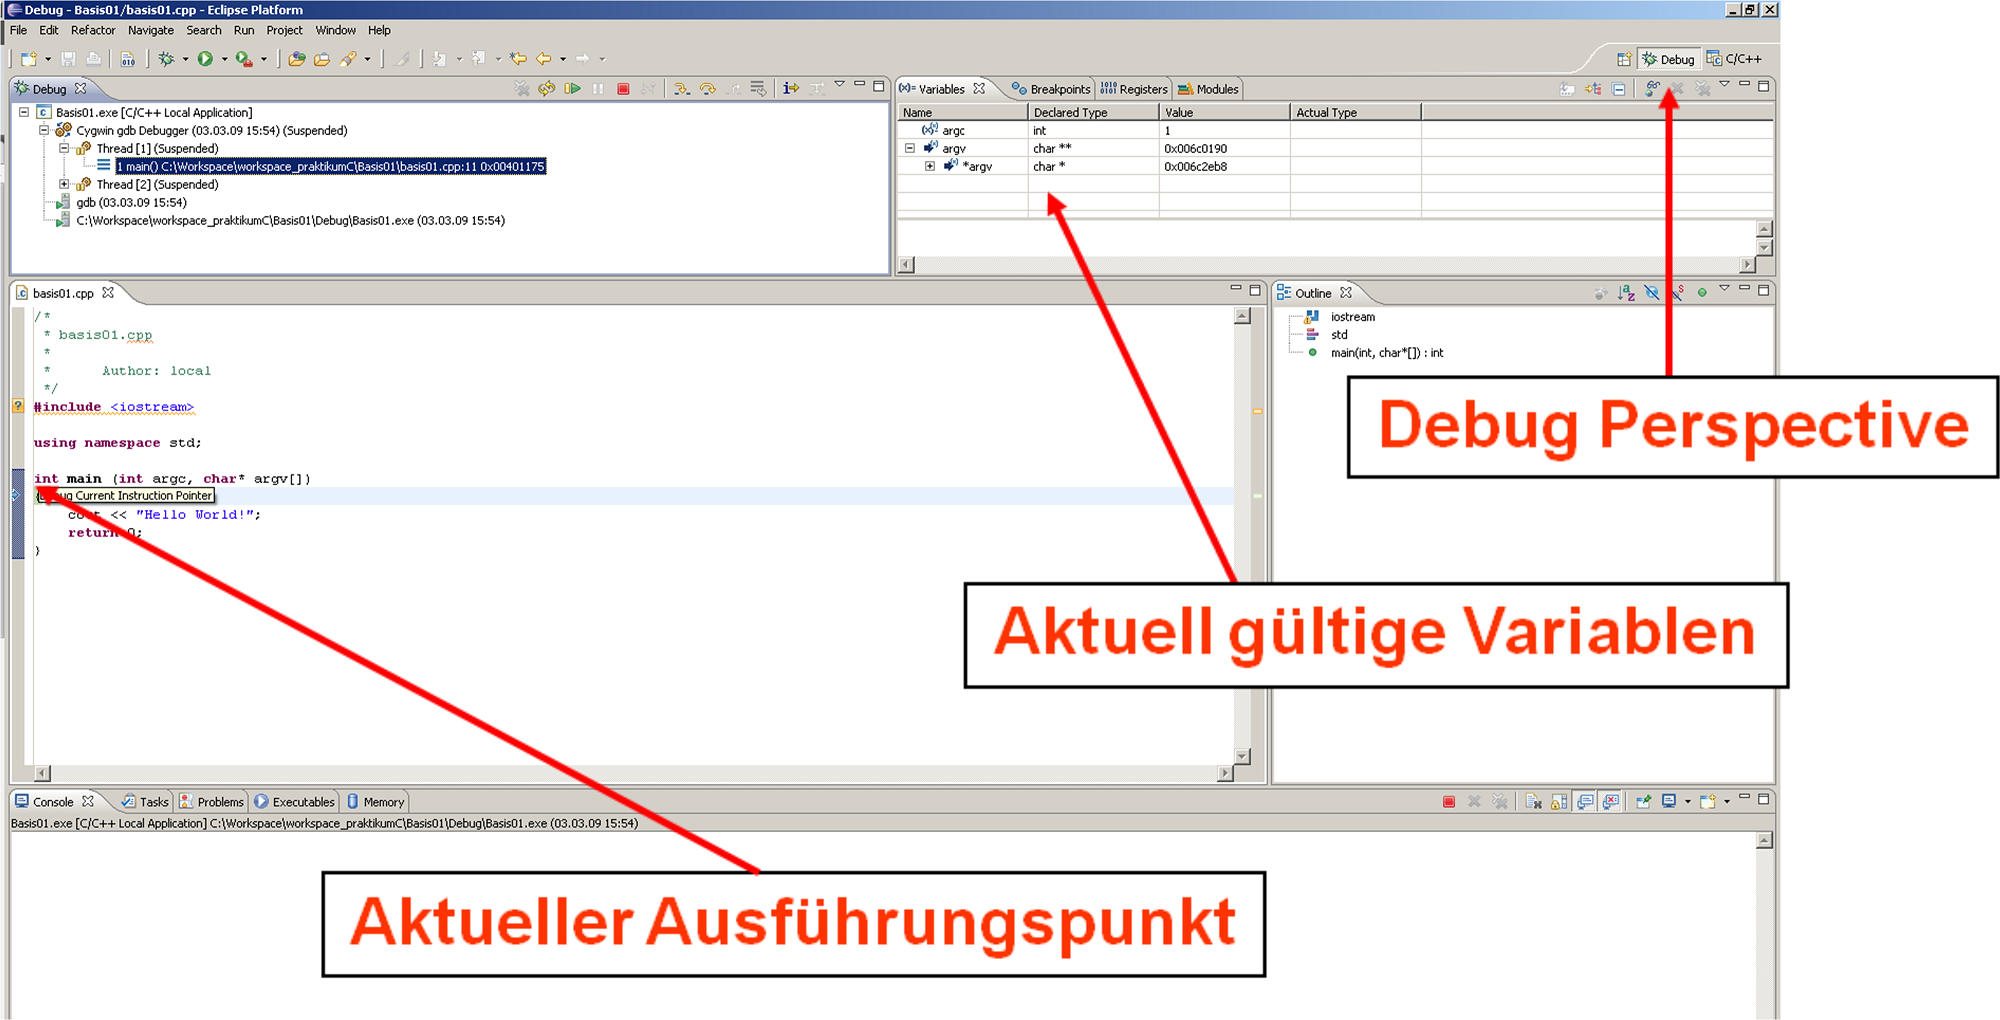 Debug - Basis01/basis01.cpp - Eclipse Platform
File Edit Refactor Navigate Search Run Project Window Help
Debug C/C++
Debug
Basis01.exe [C/C++ Local Application]
Cygwin gdb Debugger (03.03.09 15:54) (Suspended)
Thread [1] (Suspended)
1 main() C:\Workspace\workspace_praktikumC\Basis01\basis01.cpp:11 0x00401175
Thread [2] (Suspended)
gdb (03.03.09 15:54)
C:\Workspace\workspace_praktikumC\Basis01\Debug\Basis01.exe (03.03.09 15:54)
(x)= Variables Breakpoints Registers Modules
Name Declared Type Value Actual Type
argc int 1
argv char ** 0x006c0190
*argv char * 0x006c2eb8
basis01.cpp
/*
* basis01.cpp
*
* Author: local
*/
#include <iostream>
using namespace std;
int main (int argc, char* argv[])
Current Instruction Pointer
<< "Hello World!";
return 0;
}
Outline
iostream
std
main(int, char*[]) : int
Debug Perspective
Aktuell gültige Variablen
Aktueller Ausführungspunkt
Console Tasks Problems Executables Memory
Basis01.exe [C/C++ Local Application] C:\Workspace\workspace_praktikumC\Basis01\Debug\Basis01.exe (03.03.09 15:54)